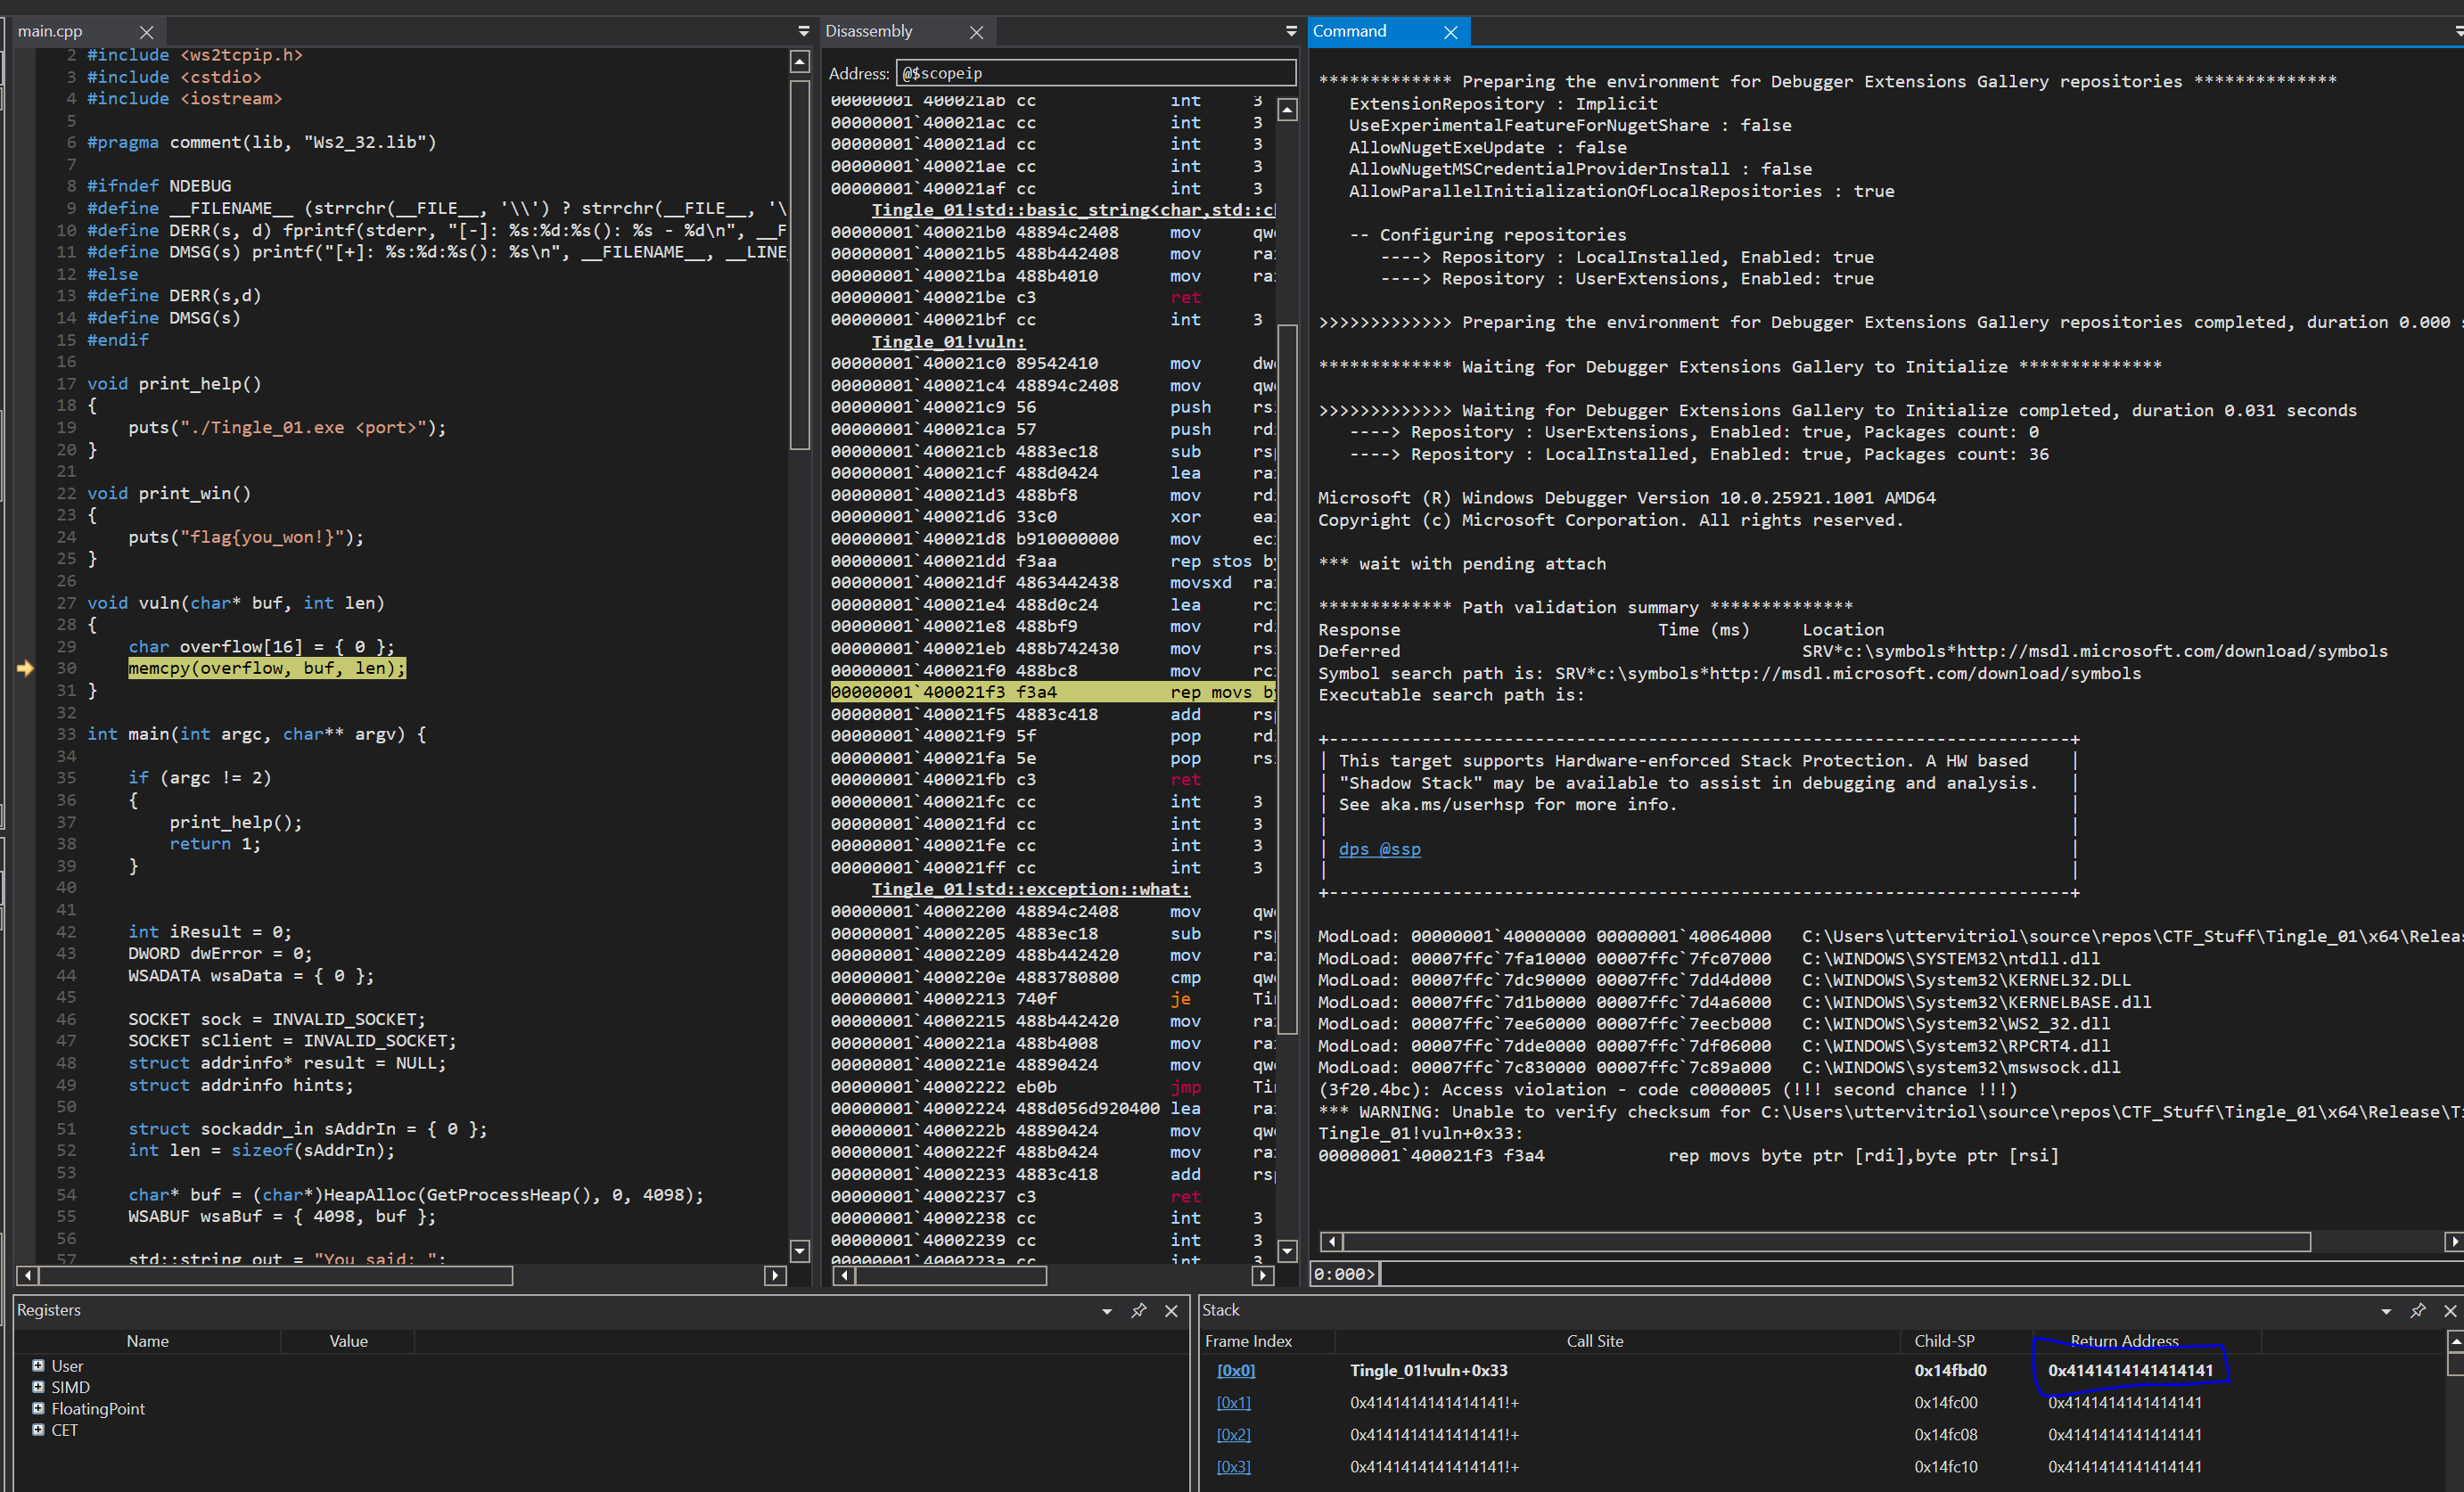 main.cpp
2 #include <ws2tcpip.h>
3 #include <cstdio>
4 #include <iostream>
5
6 #pragma comment(lib, "Ws2_32.lib")
7
8 #ifndef NDEBUG
9 #define __FILENAME__ (strrchr(__FILE__, '\\') ? strrchr(__FILE__, '\
10 #define DERR(s, d) fprintf(stderr, "[-]: %s:%d:%s(): %s - %d\n", __F
11 #define DMSG(s) printf("[+]: %s:%d:%s(): %s\n", __FILENAME__, __LINE_
12 #else
13 #define DERR(s,d)
14 #define DMSG(s)
15 #endif
16
17 void print_help()
18 {
19 puts("./Tingle_01.exe <port>");
20 }
21
22 void print_win()
23 {
24 puts("flag{you_won!}");
25 }
26
27 void vuln(char* buf, int len)
28 {
29 char overflow[16] = { 0 };
30 memcpy(overflow, buf, len);
31 }
32
33 int main(int argc, char** argv) {
34
35 if (argc != 2)
36 {
37 print_help();
38 return 1;
39 }
40
41
42 int iResult = 0;
43 DWORD dwError = 0;
44 WSADATA wsaData = { 0 };
45
46 SOCKET sock = INVALID_SOCKET;
47 SOCKET sClient = INVALID_SOCKET;
48 struct addrinfo* result = NULL;
49 struct addrinfo hints;
50
51 struct sockaddr_in sAddrIn = { 0 };
52 int len = sizeof(sAddrIn);
53
54 char* buf = (char*)HeapAlloc(GetProcessHeap(), 0, 4098);
55 WSABUF wsaBuf = { 4098, buf };
56
57 std::string out = "You said: ";
Disassembly
Address: @$scopeip
00000001`400021ab cc int 3
00000001`400021ac cc int 3
00000001`400021ad cc int 3
00000001`400021ae cc int 3
00000001`400021af cc int 3
Tingle_01!std::basic_string<char,std::c
00000001`400021b0 48894c2408 mov qw
00000001`400021b5 488b442408 mov ra
00000001`400021ba 488b4010 mov ra
00000001`400021be c3 ret
00000001`400021bf cc int 3
Tingle_01!vuln:
00000001`400021c0 89542410 mov dw
00000001`400021c4 48894c2408 mov qw
00000001`400021c9 56 push rs
00000001`400021ca 57 push rd
00000001`400021cb 4883ec18 sub rs
00000001`400021cf 488d0424 lea ra
00000001`400021d3 488bf8 mov rd
00000001`400021d6 33c0 xor ea
00000001`400021d8 b910000000 mov ec
00000001`400021dd f3aa rep stos b
00000001`400021df 4863442438 movsxd ra
00000001`400021e4 488d0c24 lea rc
00000001`400021e8 488bf9 mov rd
00000001`400021eb 488b742430 mov rs
00000001`400021f0 488bc8 mov rc
00000001`400021f3 f3a4 rep movs b
00000001`400021f5 4883c418 add rs
00000001`400021f9 5f pop rd
00000001`400021fa 5e pop rs
00000001`400021fb c3 ret
00000001`400021fc cc int 3
00000001`400021fd cc int 3
00000001`400021fe cc int 3
00000001`400021ff cc int 3
Tingle_01!std::exception::what:
00000001`40002200 48894c2408 mov qw
00000001`40002205 4883ec18 sub rs
00000001`40002209 488b442420 mov ra
00000001`4000220e 4883780800 cmp qw
00000001`40002213 740f je Ti
00000001`40002215 488b442420 mov ra
00000001`4000221a 488b4008 mov ra
00000001`4000221e 48890424 mov qw
00000001`40002222 eb0b jmp Ti
00000001`40002224 488d056d920400 lea ra
00000001`4000222b 48890424 mov qw
00000001`4000222f 488b0424 mov ra
00000001`40002233 4883c418 add rs
00000001`40002237 c3 ret
00000001`40002238 cc int 3
00000001`40002239 cc int 3
00000001`4000223a cc int 3
Command
************* Preparing the environment for Debugger Extensions Gallery repositories **************
ExtensionRepository : Implicit
UseExperimentalFeatureForNugetShare : false
AllowNugetExeUpdate : false
AllowNugetMSCredentialProviderInstall : false
AllowParallelInitializationOfLocalRepositories : true
-- Configuring repositories
----> Repository : LocalInstalled, Enabled: true
----> Repository : UserExtensions, Enabled: true
>>>>>>>>>>>>> Preparing the environment for Debugger Extensions Gallery repositories completed, duration 0.000 s
************* Waiting for Debugger Extensions Gallery to Initialize **************
>>>>>>>>>>>>> Waiting for Debugger Extensions Gallery to Initialize completed, duration 0.031 seconds
----> Repository : UserExtensions, Enabled: true, Packages count: 0
----> Repository : LocalInstalled, Enabled: true, Packages count: 36
Microsoft (R) Windows Debugger Version 10.0.25921.1001 AMD64
Copyright (c) Microsoft Corporation. All rights reserved.
*** wait with pending attach
************* Path validation summary **************
Response Time (ms) Location
Deferred SRV*c:\symbols*http://msdl.microsoft.com/download/symbols
Symbol search path is: SRV*c:\symbols*http://msdl.microsoft.com/download/symbols
Executable search path is:
+------------------------------------------------------------------------+
| This target supports Hardware-enforced Stack Protection. A HW based |
| "Shadow Stack" may be available to assist in debugging and analysis. |
| See aka.ms/userhsp for more info. |
| |
| dps @ssp |
| |
+------------------------------------------------------------------------+
ModLoad: 00000001`40000000 00000001`40064000 C:\Users\uttervitriol\source\repos\CTF_Stuff\Tingle_01\x64\Releas
ModLoad: 00007ffc`7fa10000 00007ffc`7fc07000 C:\WINDOWS\SYSTEM32\ntdll.dll
ModLoad: 00007ffc`7dc90000 00007ffc`7dd4d000 C:\WINDOWS\System32\KERNEL32.DLL
ModLoad: 00007ffc`7d1b0000 00007ffc`7d4a6000 C:\WINDOWS\System32\KERNELBASE.dll
ModLoad: 00007ffc`7ee60000 00007ffc`7eecb000 C:\WINDOWS\System32\WS2_32.dll
ModLoad: 00007ffc`7dde0000 00007ffc`7df06000 C:\WINDOWS\System32\RPCRT4.dll
ModLoad: 00007ffc`7c830000 00007ffc`7c89a000 C:\WINDOWS\system32\mswsock.dll
(3f20.4bc): Access violation - code c0000005 (!!! second chance !!!)
*** WARNING: Unable to verify checksum for C:\Users\uttervitriol\source\repos\CTF_Stuff\Tingle_01\x64\Release\T
Tingle_01!vuln+0x33:
00000001`400021f3 f3a4 rep movs byte ptr [rdi],byte ptr [rsi]
0:000>
Registers
Name Value
User
SIMD
FloatingPoint
CET
Stack
Frame Index Call Site Child-SP Return Address
[0x0] Tingle_01!vuln+0x33 0x14fbd0 0x4141414141414141
[0x1] 0x4141414141414141!+ 0x14fc00 0x4141414141414141
[0x2] 0x4141414141414141!+ 0x14fc08 0x4141414141414141
[0x3] 0x4141414141414141!+ 0x14fc10 0x4141414141414141